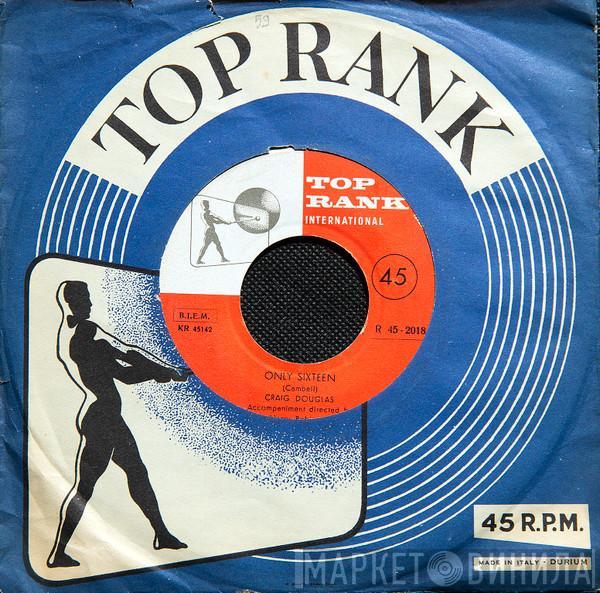 59
TOP RANK
TOP
RANK
INTERNATIONAL
45
B.I.E.M.
KR 45142
R 45-2018
ONLY SIXTEEN
(Cambell)
CRAIG DOUGLAS
Accompaniment directed
45 R.P.M.
MADE IN ITALY - DURIUM
МАРКЕТ ВИНИЛА